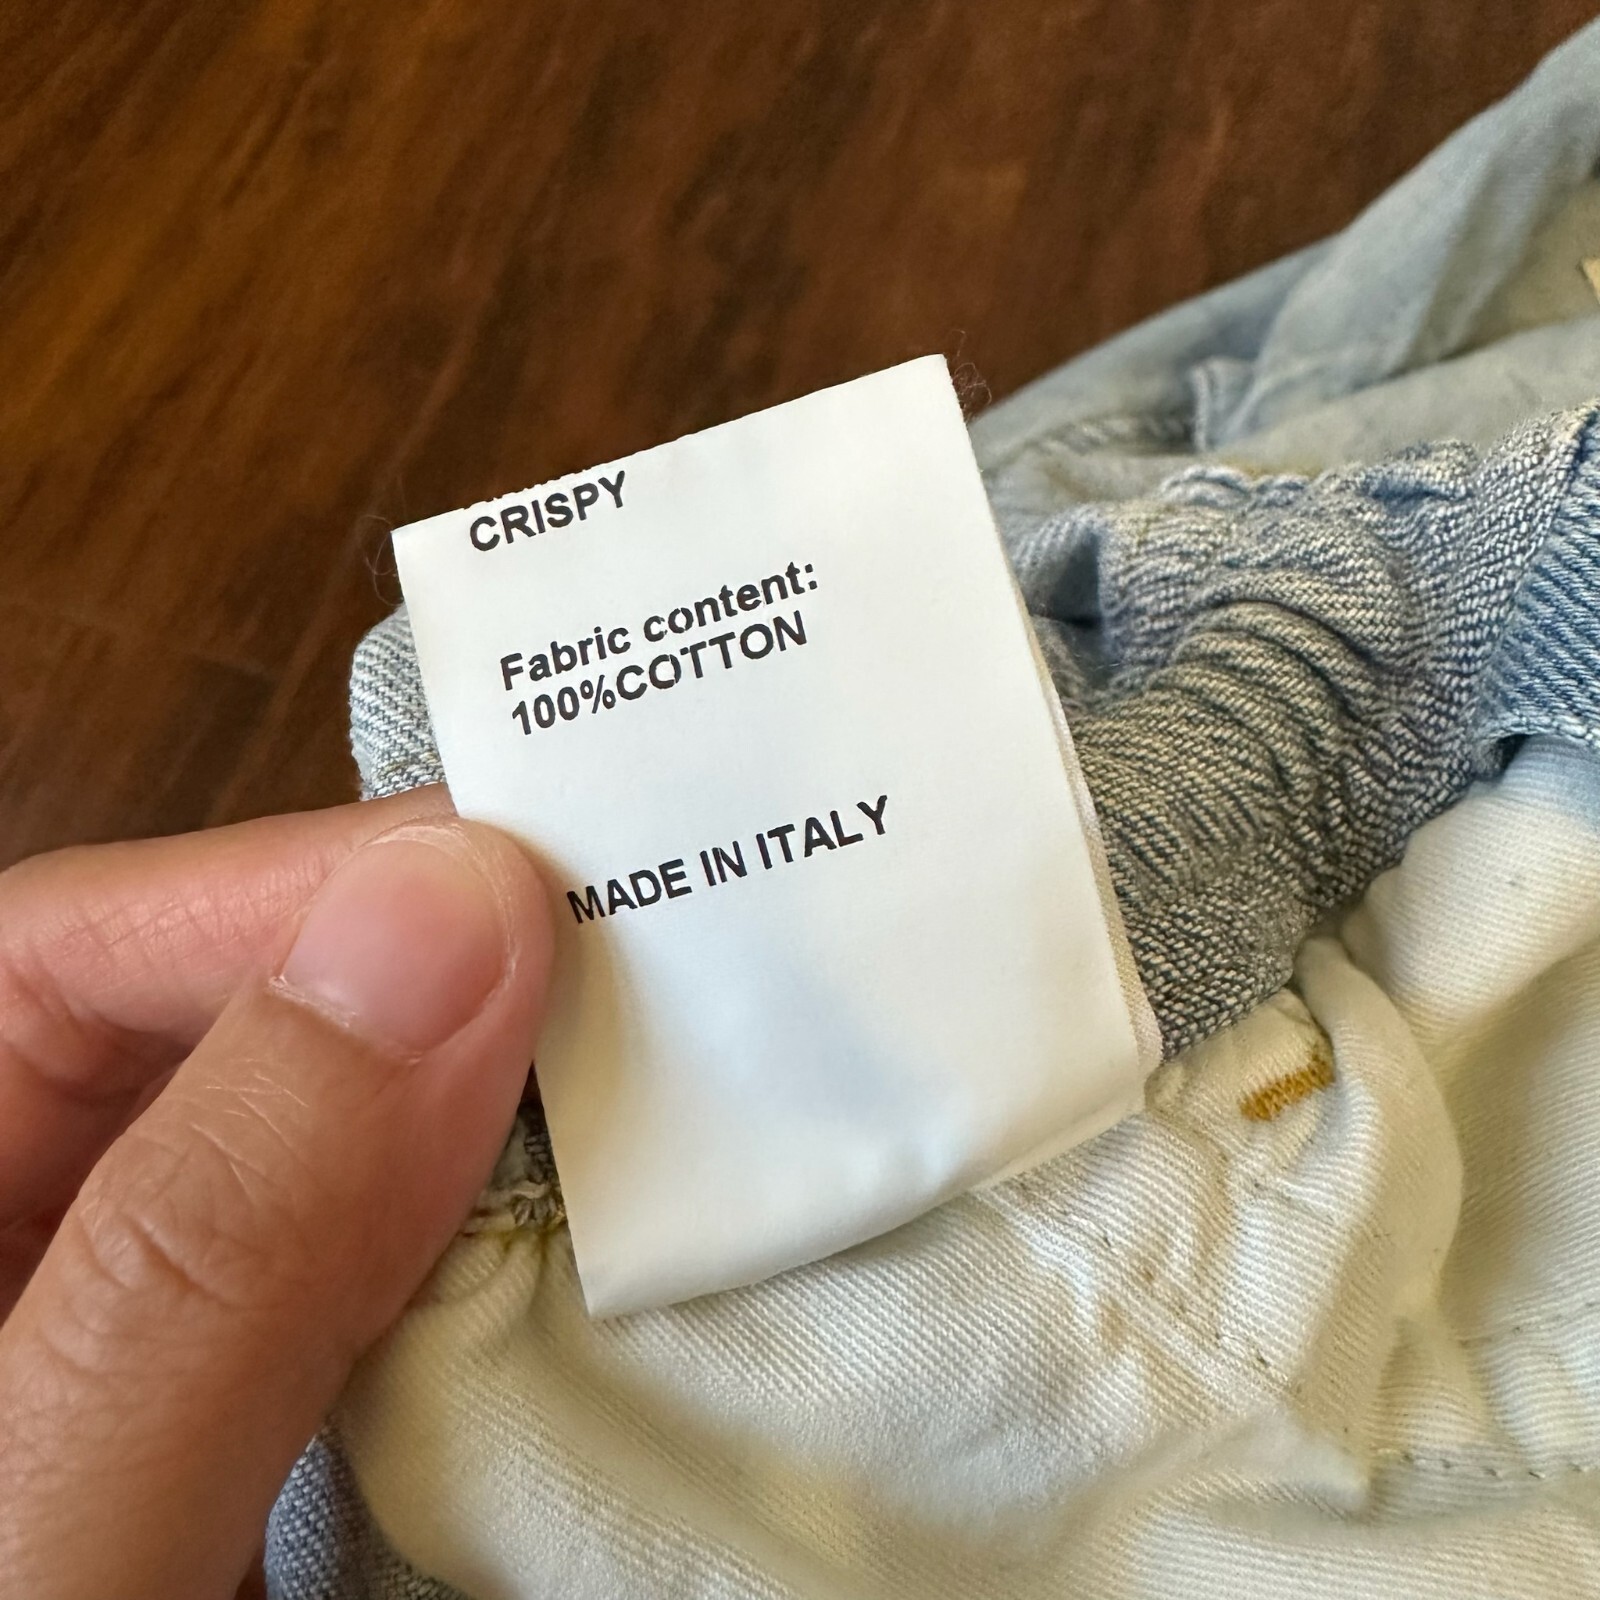 CRISPY
Fabric content:
100%COTTON
MADE IN ITALY